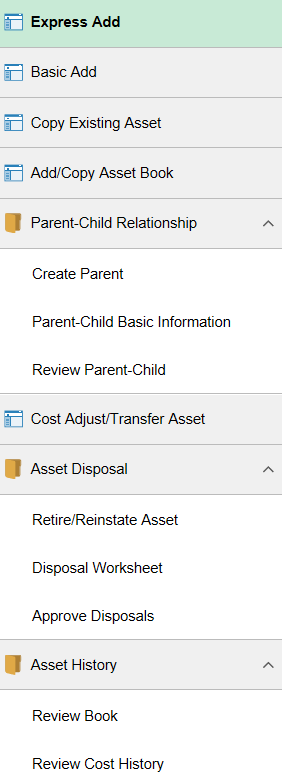 Express Add
Basic Add
Copy Existing Asset
Add/Copy Asset Book
Parent-Child Relationship
Create Parent
Parent-Child Basic Information
Review Parent-Child
Cost Adjust/Transfer Asset
Asset Disposal
Retire/Reinstate Asset
Disposal Worksheet
Approve Disposals
Asset History
Review Book
Review Cost History